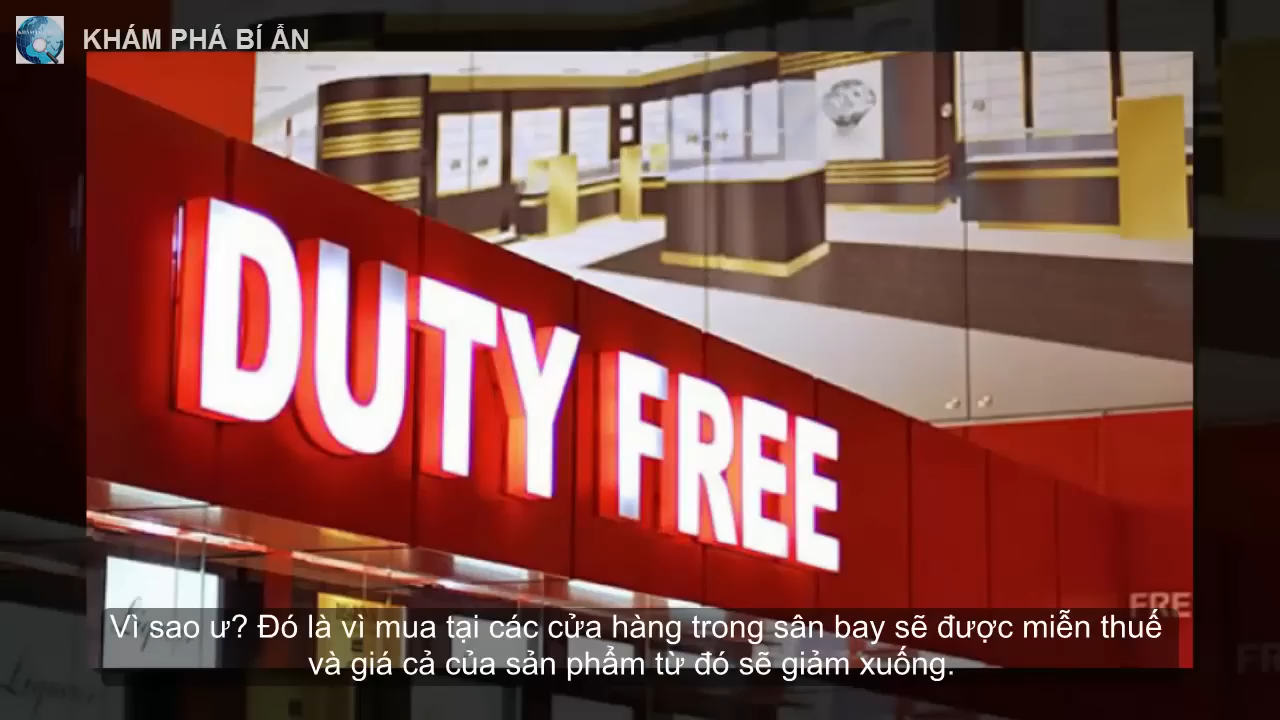 KHÁM PHÁ BÍ ẨN
DUTY FREE
FRE
Vì sao ư? Đó là vì mua tại các cửa hàng trong sân bay sẽ được miễn thuế
và giá cả của sản phẩm từ đó sẽ giảm xuống.